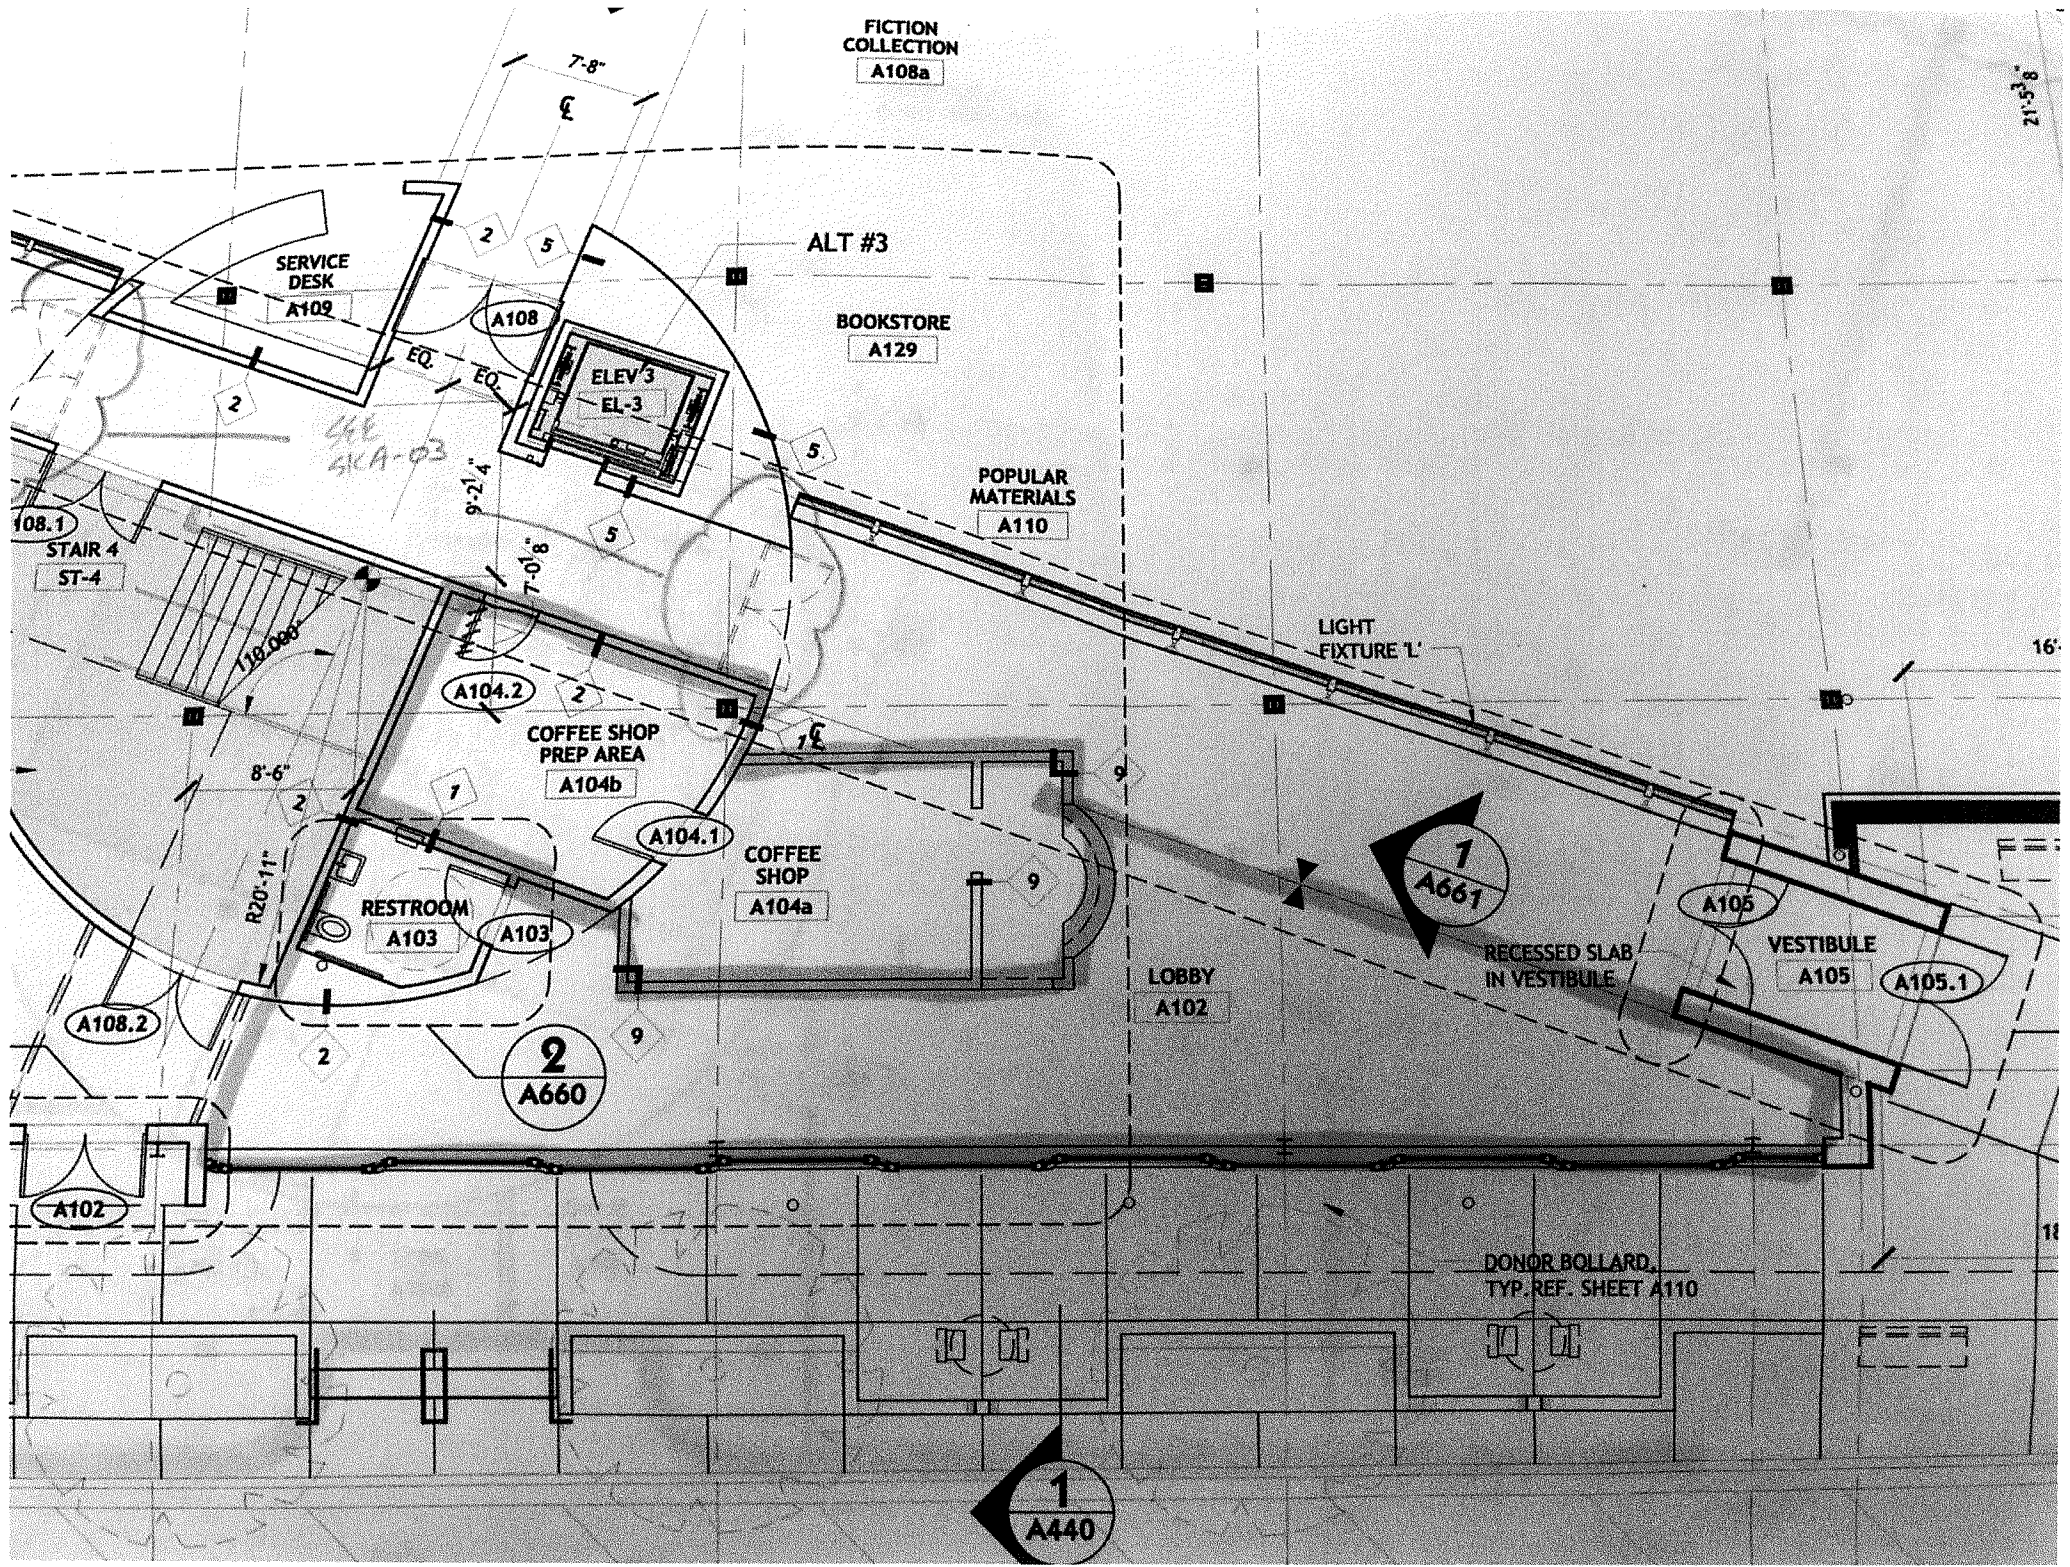 FICTION
COLLECTION
A108a
7'-8"
℄
21'-5 3/8"
ALT #3
2
5
SERVICE
DESK
A109
A108
BOOKSTORE
A129
EQ.
EQ.
ELEV 3
EL-3
2
SKA-03
5
9'-2 1/4"
POPULAR
MATERIALS
A110
5
108.1
STAIR 4
ST-4
7'-0 1/8"
110.000°
LIGHT
FIXTURE 'L'
16'-
A104.2
2
COFFEE SHOP
PREP AREA
A104b
1
℄
8'-6"
2
1
9
A104.1
COFFEE
SHOP
A104a
9
1
A661
R20'-11"
RESTROOM
A103
A103
A105
VESTIBULE
A105
A105.1
RECESSED SLAB
IN VESTIBULE
LOBBY
A102
A108.2
2
9
2
A660
A102
18
DONOR BOLLARD,
TYP. REF. SHEET A110
1
A440